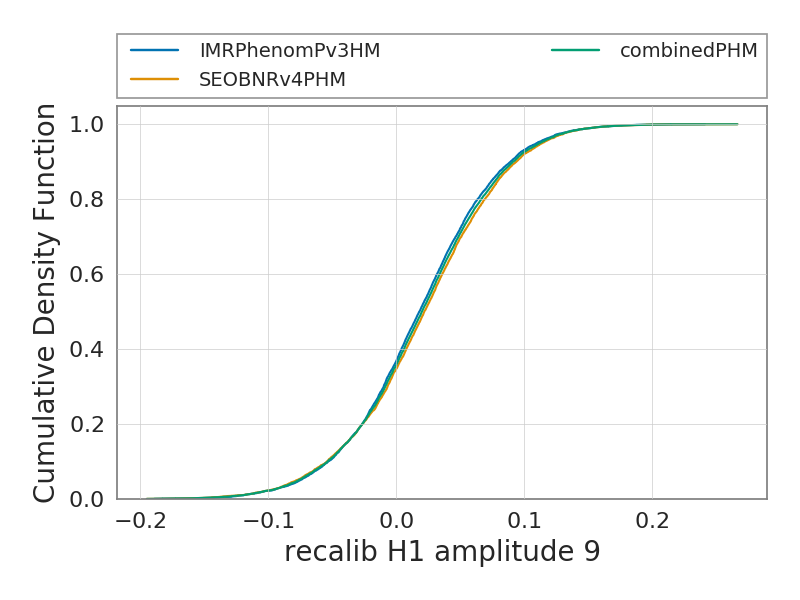 IMRPhenomPv3HM
SEOBNRv4PHM
combinedPHM
Cumulative Density Function
1.0
0.8
0.6
0.4
0.2
0.0
−0.2 −0.1 0.0 0.1 0.2
recalib H1 amplitude 9